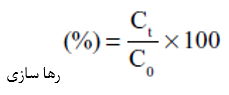 رها سازی (%) = C_t / C_0 × 100